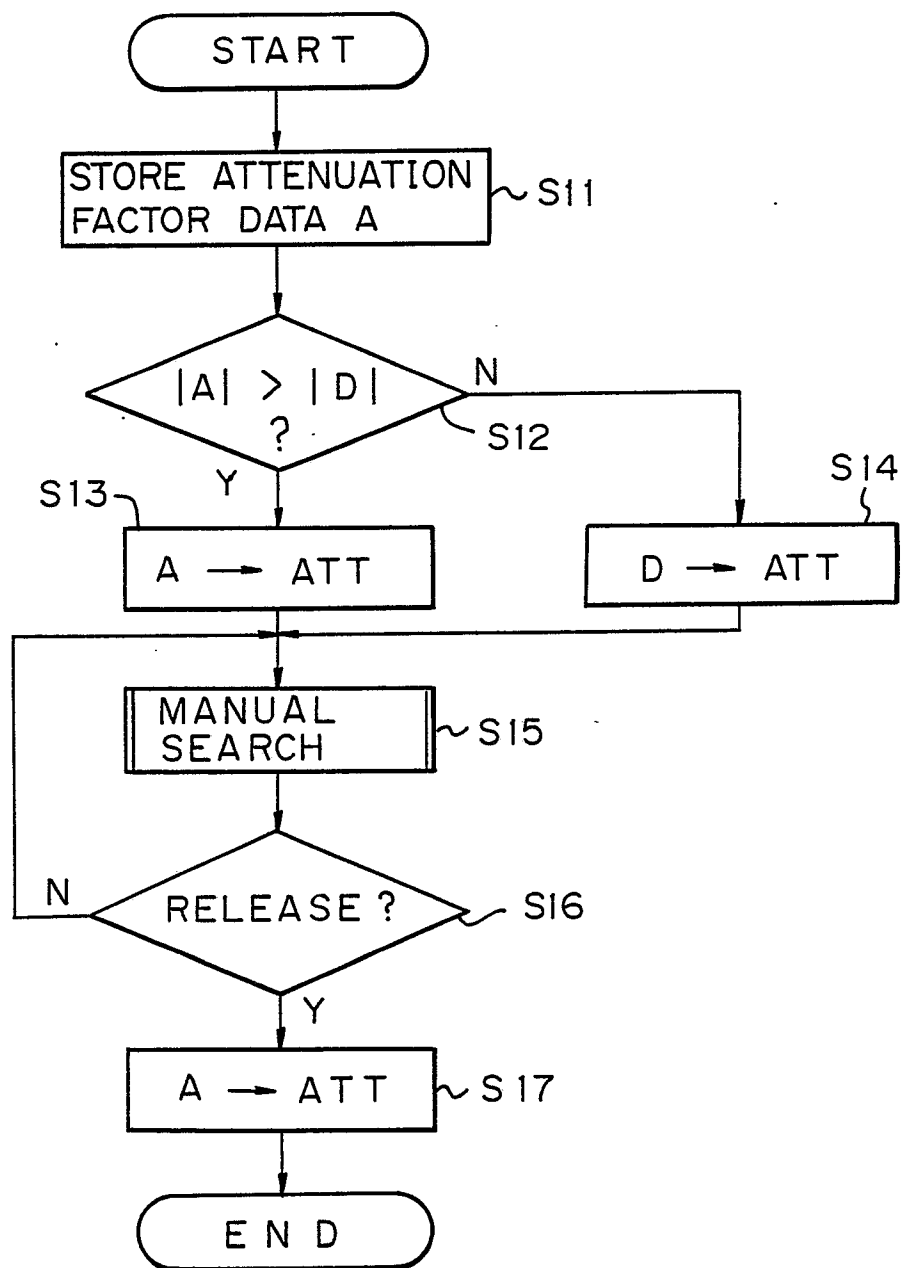 START
STORE ATTENUATION
FACTOR DATA A
S11
|A| > |D|
?
N
S12
Y
S13
S14
A → ATT
D → ATT
MANUAL
SEARCH
S15
N
RELEASE ?
S16
Y
A → ATT
S17
END